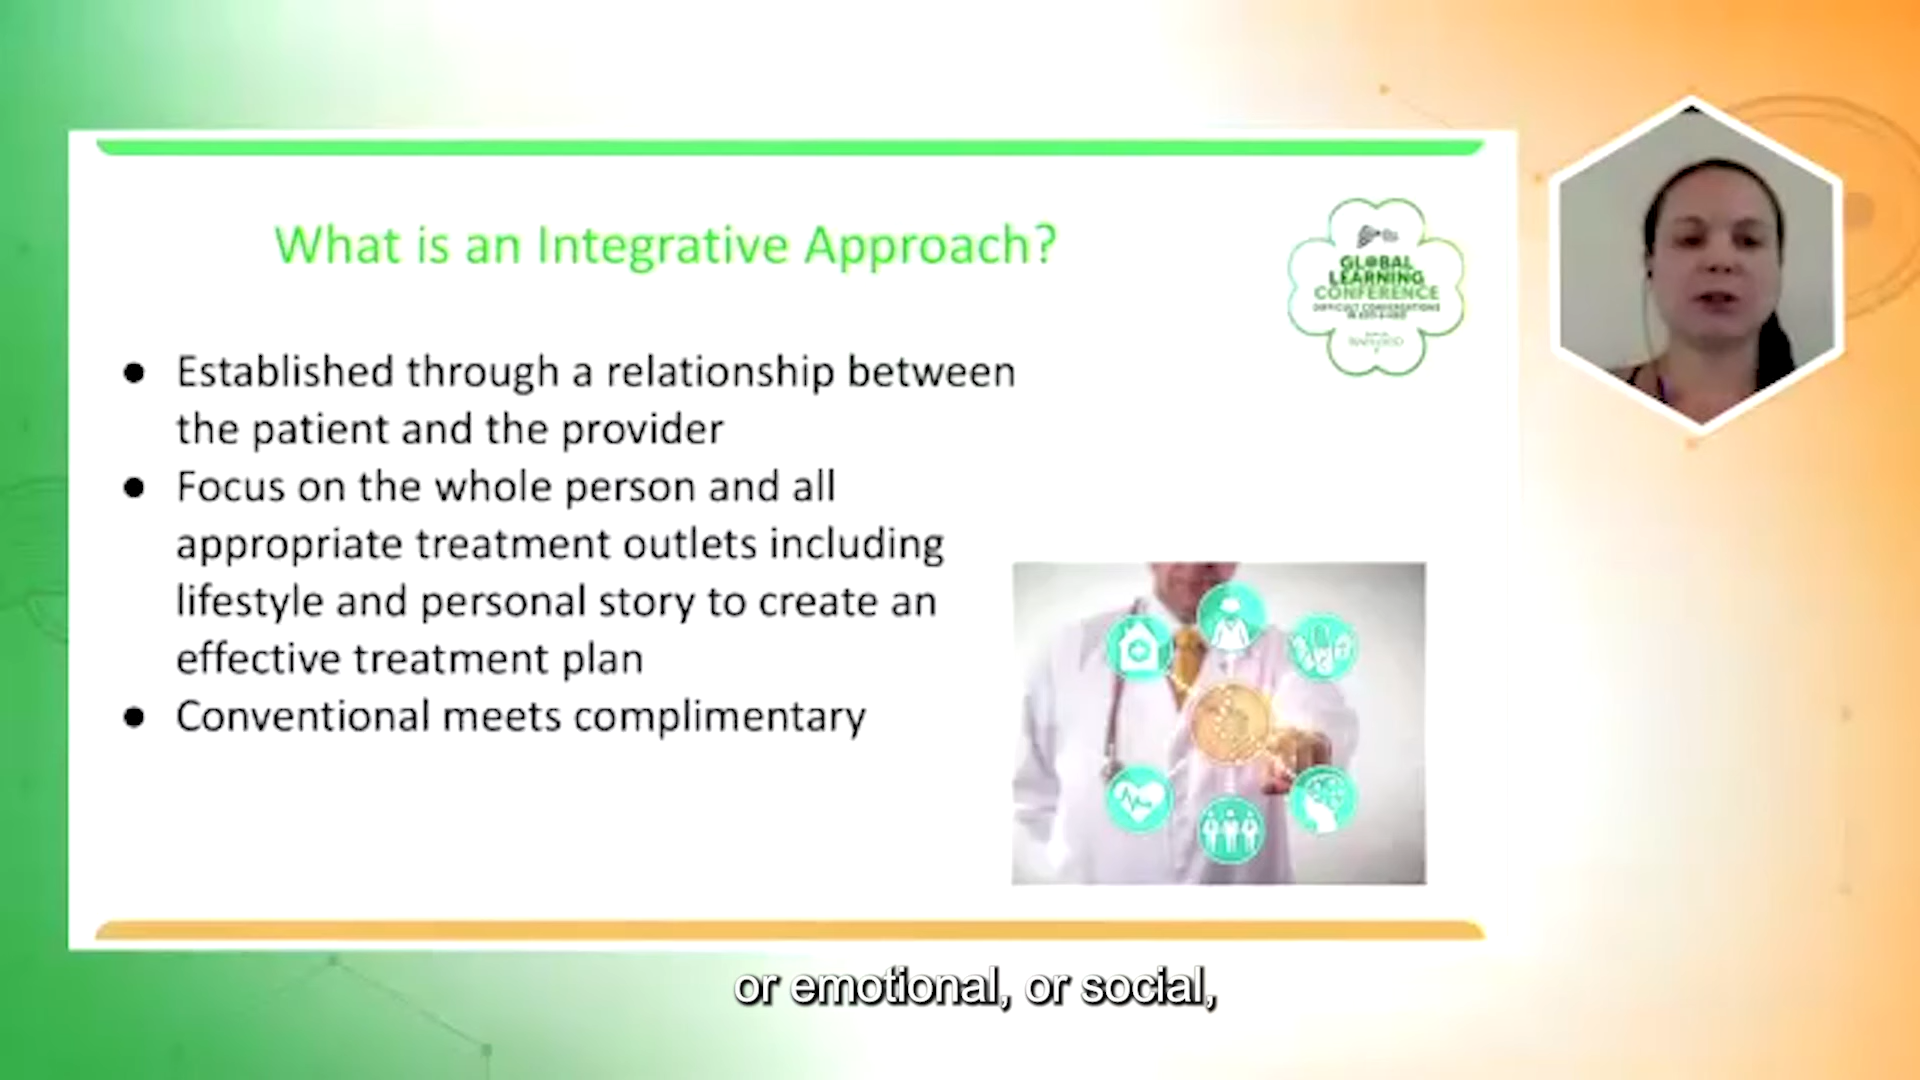 What is an Integrative Approach?
GLOBAL
LEARNING
CONFERENCE
DIFFICULT CONVERSATIONS
● Established through a relationship between
the patient and the provider
● Focus on the whole person and all
appropriate treatment outlets including
lifestyle and personal story to create an
effective treatment plan
● Conventional meets complimentary
or emotional, or social,